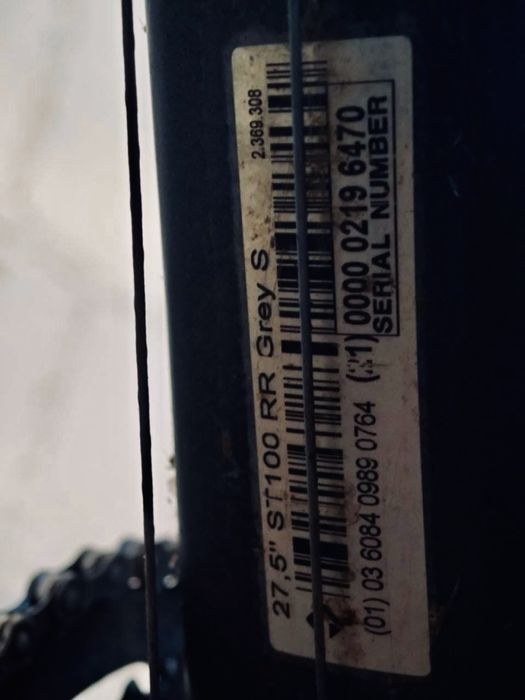 2.369.308
27,5" ST100 RR Grey S
(01) 03 6084 0989 0764 (21) 0000 0219 6470
SERIAL NUMBER